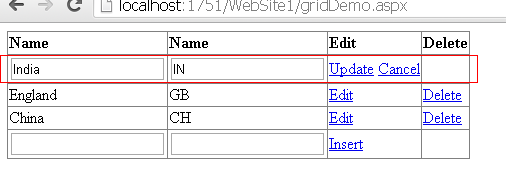 localhost:1751/WebSite1/gridDemo.aspx
Name Name Edit Delete
India IN Update Cancel
England GB Edit Delete
China CH Edit Delete
Insert